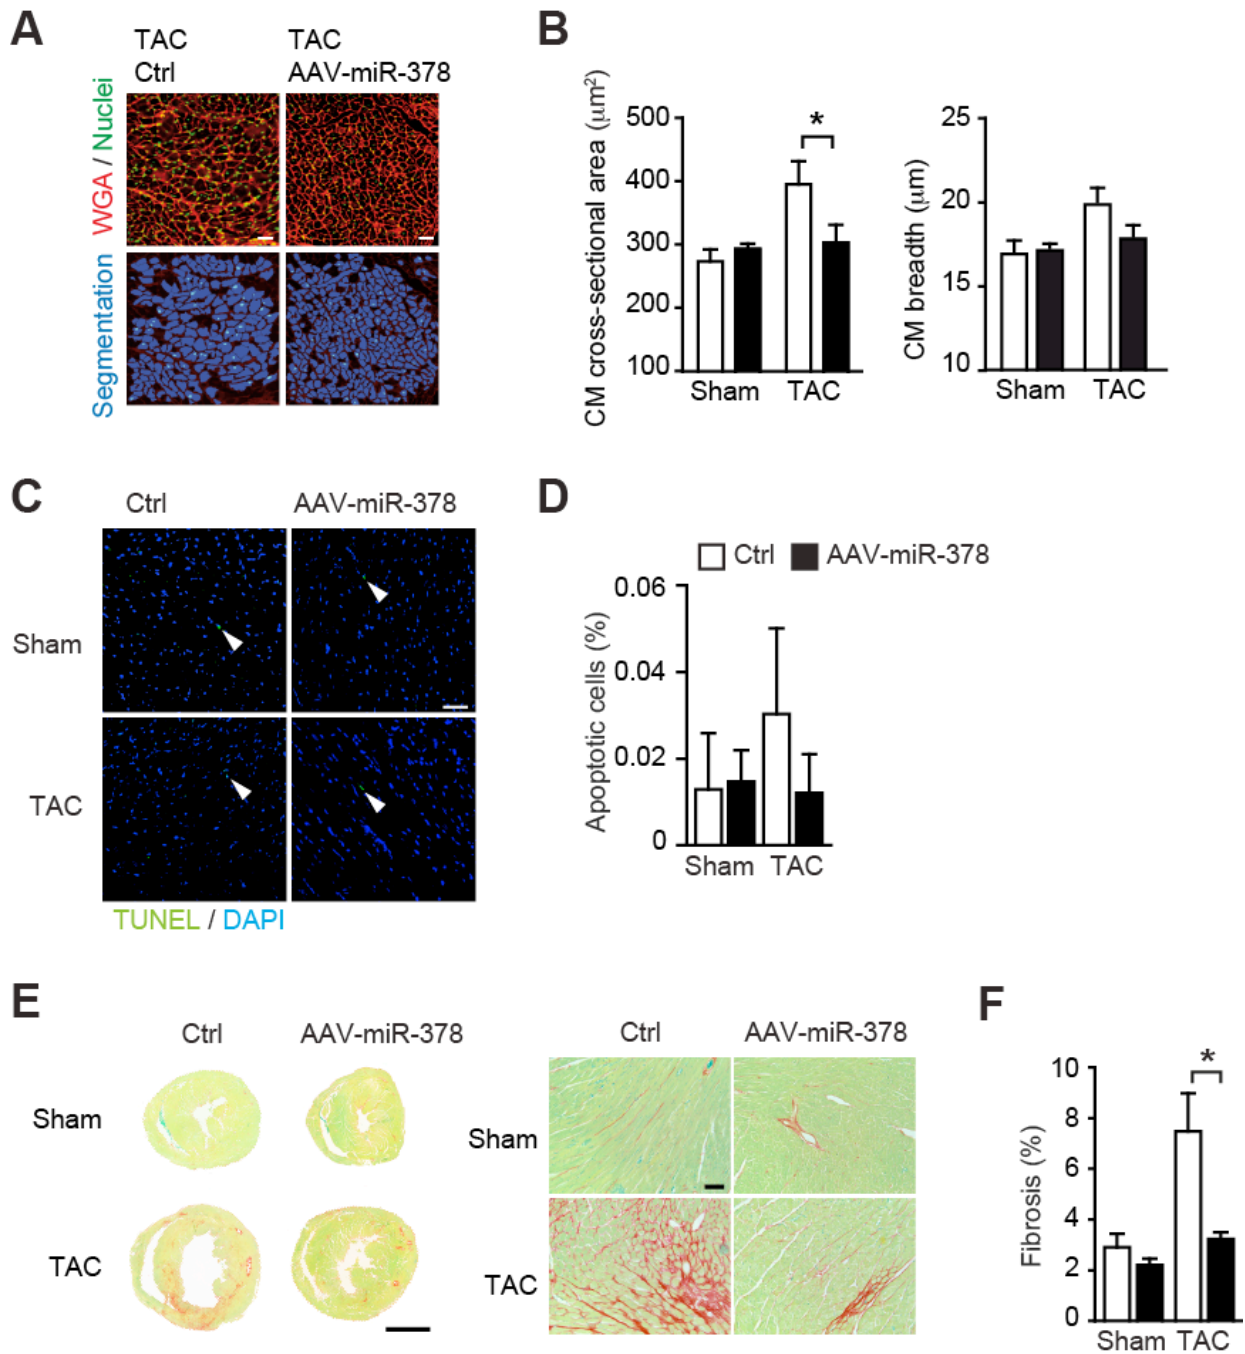 A
TAC
Ctrl
TAC
AAV-miR-378
WGA / Nuclei
Segmentation
B
CM cross-sectional area (μm²)
500
400
300
200
100
Sham
TAC
*
CM breadth (μm)
25
20
15
10
Sham
TAC
C
Ctrl
AAV-miR-378
Sham
TAC
TUNEL / DAPI
D
Ctrl
AAV-miR-378
Apoptotic cells (%)
0.06
0.04
0.02
0
Sham
TAC
E
Ctrl
AAV-miR-378
Sham
TAC
Ctrl
AAV-miR-378
Sham
TAC
F
Fibrosis (%)
10
8
6
4
2
0
*
Sham
TAC